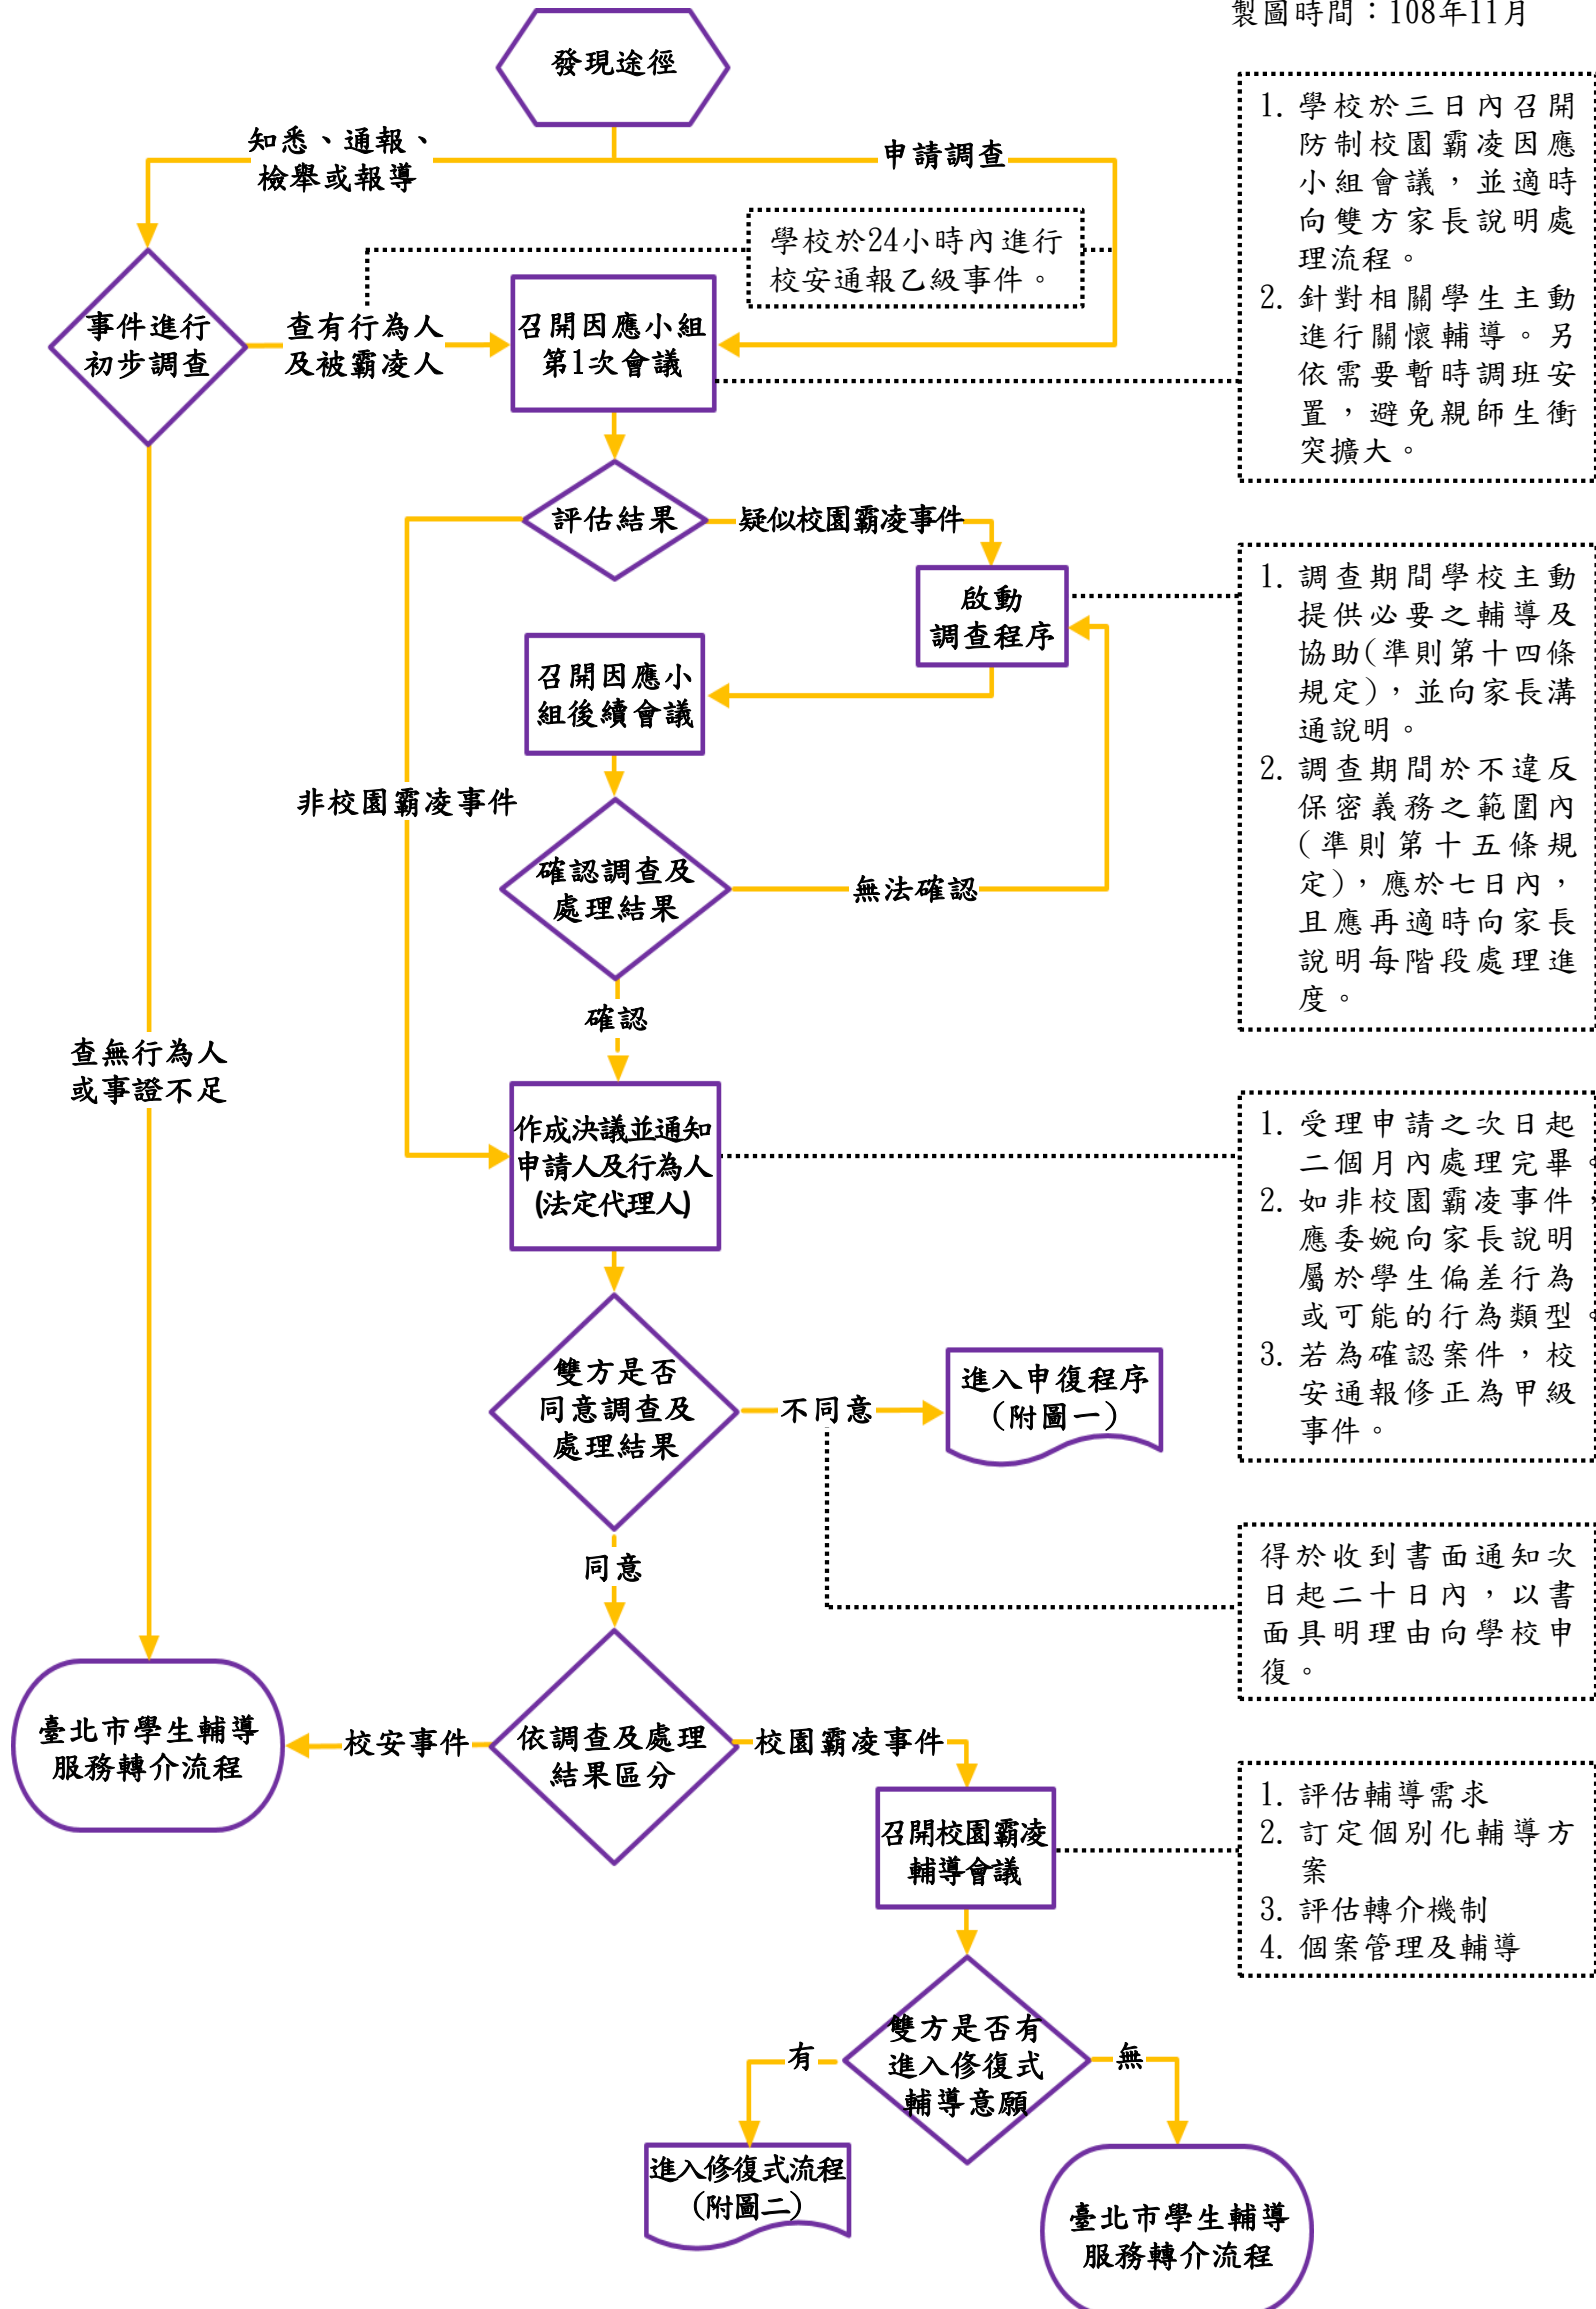 製圖時間：108年11月
發現途徑
知悉、通報、
檢舉或報導
申請調查
學校於24小時內進行
校安通報乙級事件。
1. 學校於三日內召開
防制校園霸凌因應
小組會議，並適時
向雙方家長說明處
理流程。
2. 針對相關學生主動
進行關懷輔導。另
依需要暫時調班安
置，避免親師生衝
突擴大。
事件進行
初步調查
查有行為人
及被霸凌人
召開因應小組
第1次會議
評估結果
疑似校園霸凌事件
啟動
調查程序
1. 調查期間學校主動
提供必要之輔導及
協助(準則第十四條
規定)，並向家長溝
通說明。
2. 調查期間於不違反
保密義務之範圍內
(準則第十五條規
定)，應於七日內，
且應再適時向家長
說明每階段處理進
度。
召開因應小
組後續會議
非校園霸凌事件
確認調查及
處理結果
無法確認
確認
查無行為人
或事證不足
作成決議並通知
申請人及行為人
(法定代理人)
1. 受理申請之次日起
二個月內處理完畢。
2. 如非校園霸凌事件，
應委婉向家長說明
屬於學生偏差行為
或可能的行為類型。
3. 若為確認案件，校
安通報修正為甲級
事件。
雙方是否
同意調查及
處理結果
不同意
進入申復程序
（附圖一）
同意
得於收到書面通知次
日起二十日內，以書
面具明理由向學校申
復。
臺北市學生輔導
服務轉介流程
校安事件
依調查及處理
結果區分
校園霸凌事件
召開校園霸凌
輔導會議
1. 評估輔導需求
2. 訂定個別化輔導方
案
3. 評估轉介機制
4. 個案管理及輔導
雙方是否有
進入修復式
輔導意願
有
無
進入修復式流程
（附圖二）
臺北市學生輔導
服務轉介流程